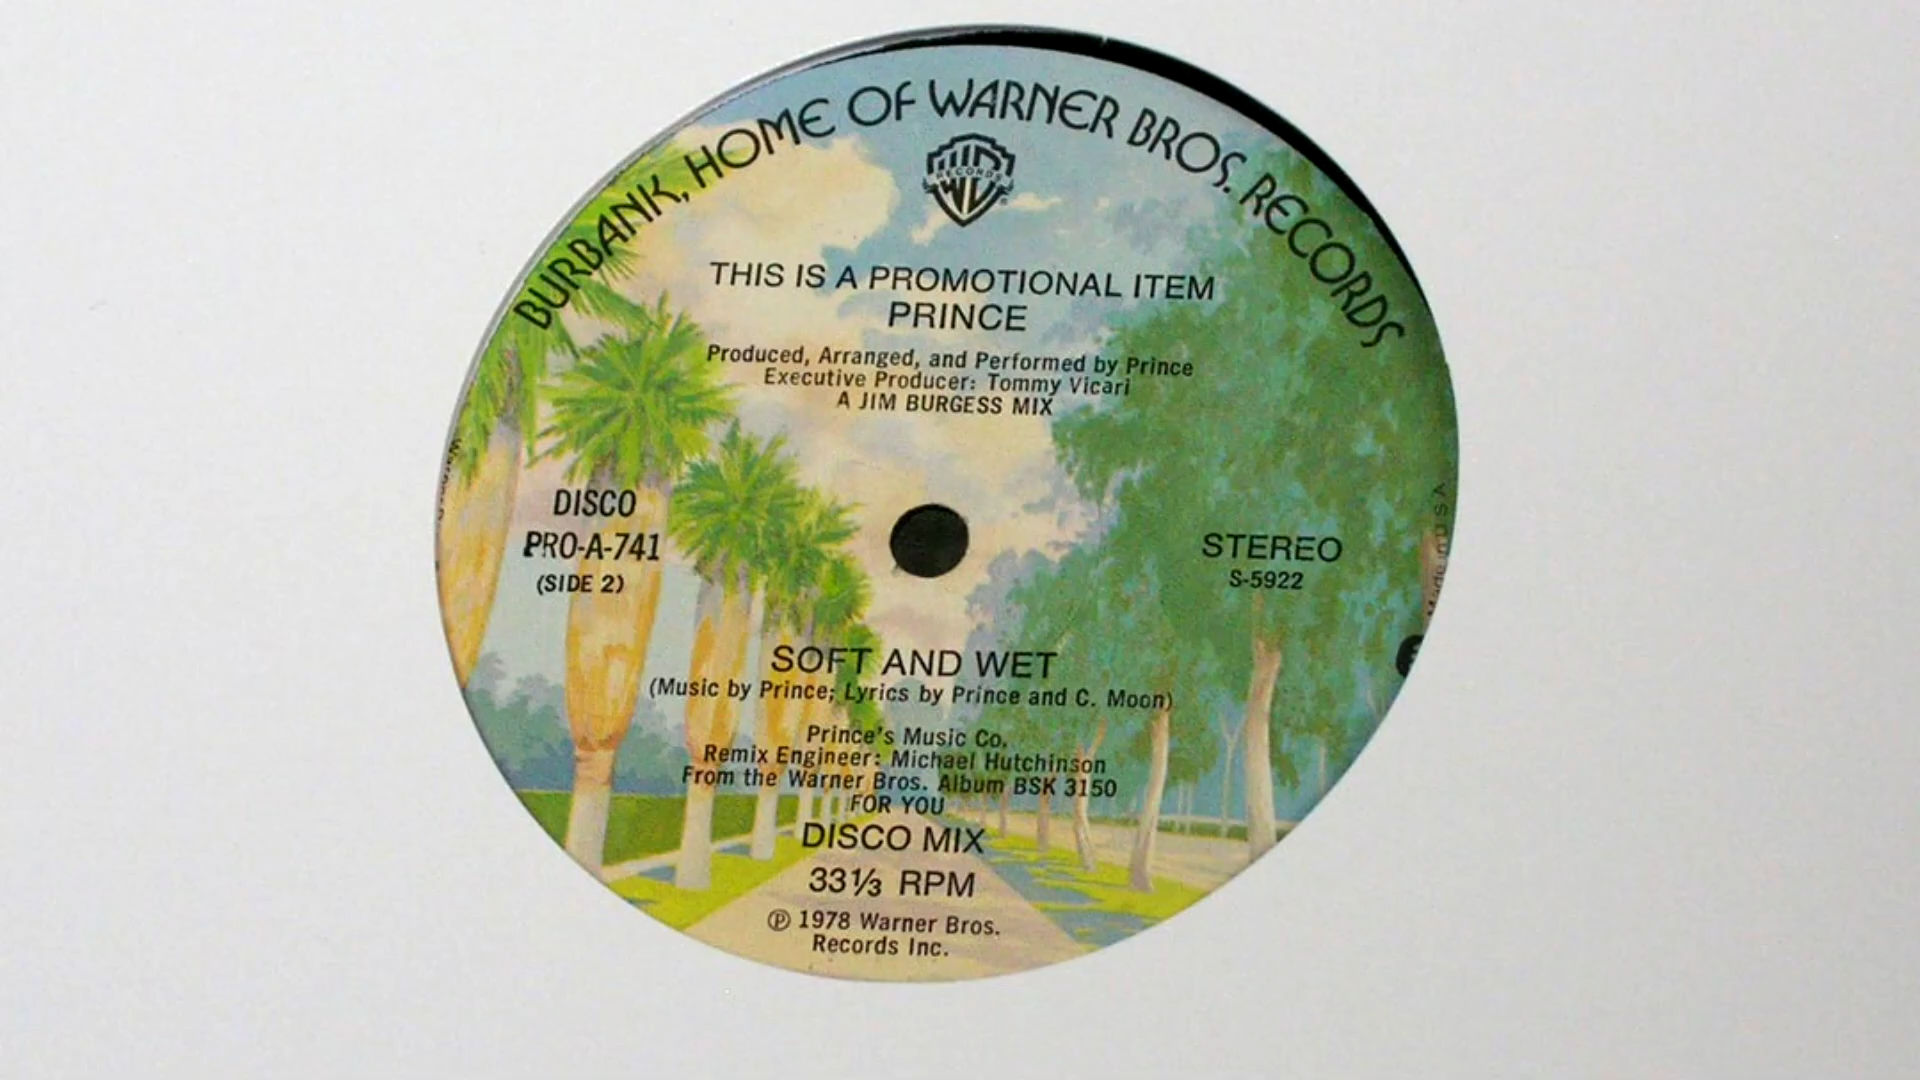 BURBANK, HOME OF WARNER BROS. RECORDS
RECORDS
THIS IS A PROMOTIONAL ITEM
PRINCE
Produced, Arranged, and Performed by Prince
Executive Producer: Tommy Vicari
A JIM BURGESS MIX
DISCO
PRO-A-741
(SIDE 2)
STEREO
S-5922
Made in U S A
SOFT AND WET
(Music by Prince; Lyrics by Prince and C. Moon)
Prince's Music Co.
Remix Engineer: Michael Hutchinson
From the Warner Bros. Album BSK 3150
FOR YOU
DISCO MIX
33⅓ RPM
℗ 1978 Warner Bros.
Records Inc.